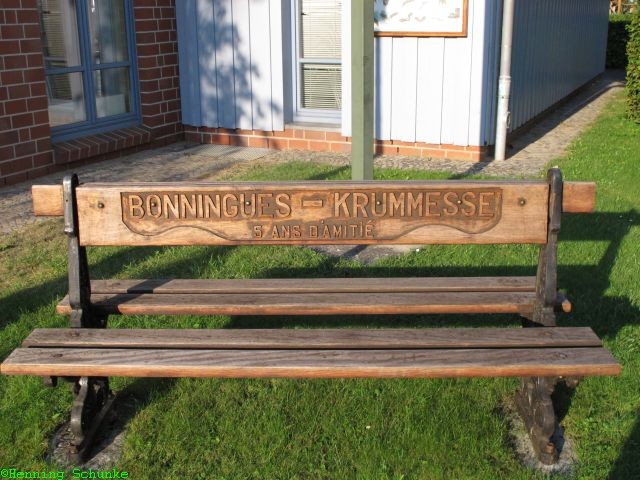 BONNINGUES - KRUMMESSE
5 ANS D'AMITIÉ
©Henning Schunke